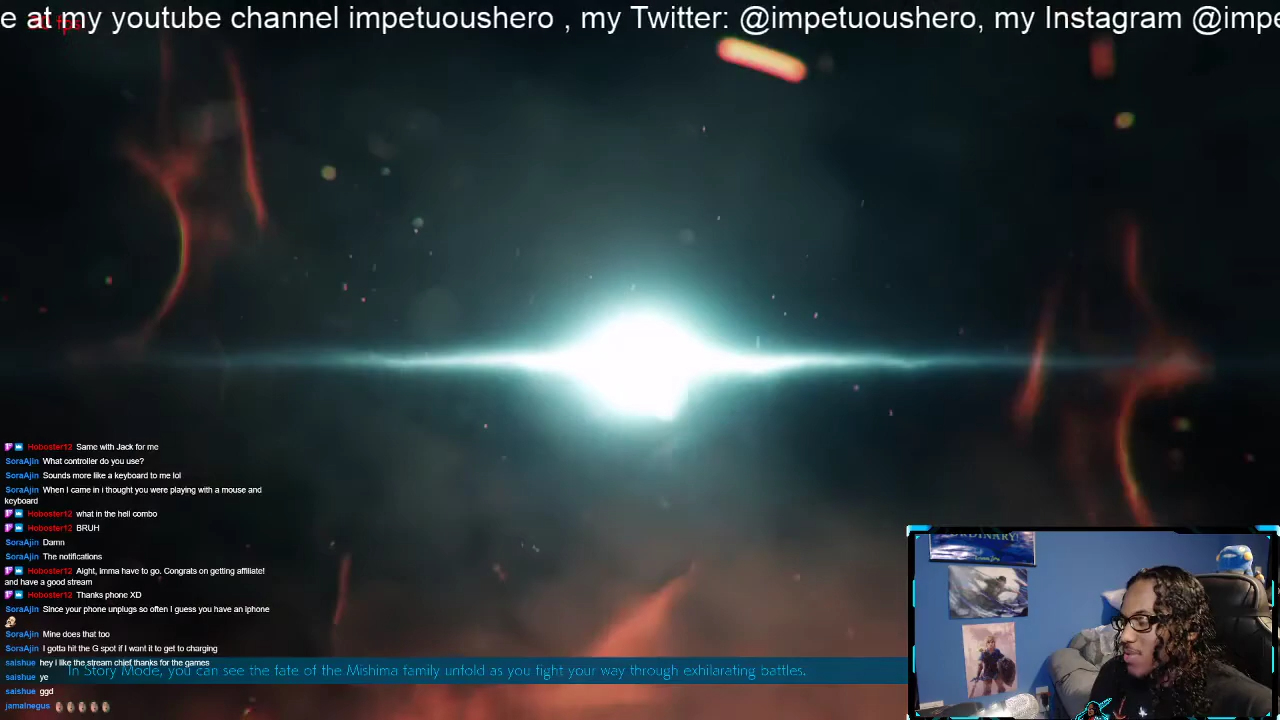 e at my youtube channel impetuoushero , my Twitter: @impetuoushero, my Instagram @impe
fps
Hoboster12 Same with Jack for me
SoraAjin What controller do you use?
SoraAjin Sounds more like a keyboard to me lol
SoraAjin When I came in i thought you were playing with a mouse and
keyboard
Hoboster12 what in the hell combo
Hoboster12 BRUH
SoraAjin Damn
SoraAjin The notifications
Hoboster12 Aight, imma have to go. Congrats on getting affiliate!
and have a good stream
Hoboster12 Thanks phone XD
SoraAjin Since your phone unplugs so often I guess you have an iphone
SoraAjin Mine does that too
SoraAjin I gotta hit the G spot if I want it to get to charging
saishue hey i like the stream chief thanks for the games
In Story Mode, you can see the fate of the Mishima family unfold as you fight your way through exhilarating battles.
saishue ye
saishue ggd
jamalnegus
ORDINARY!